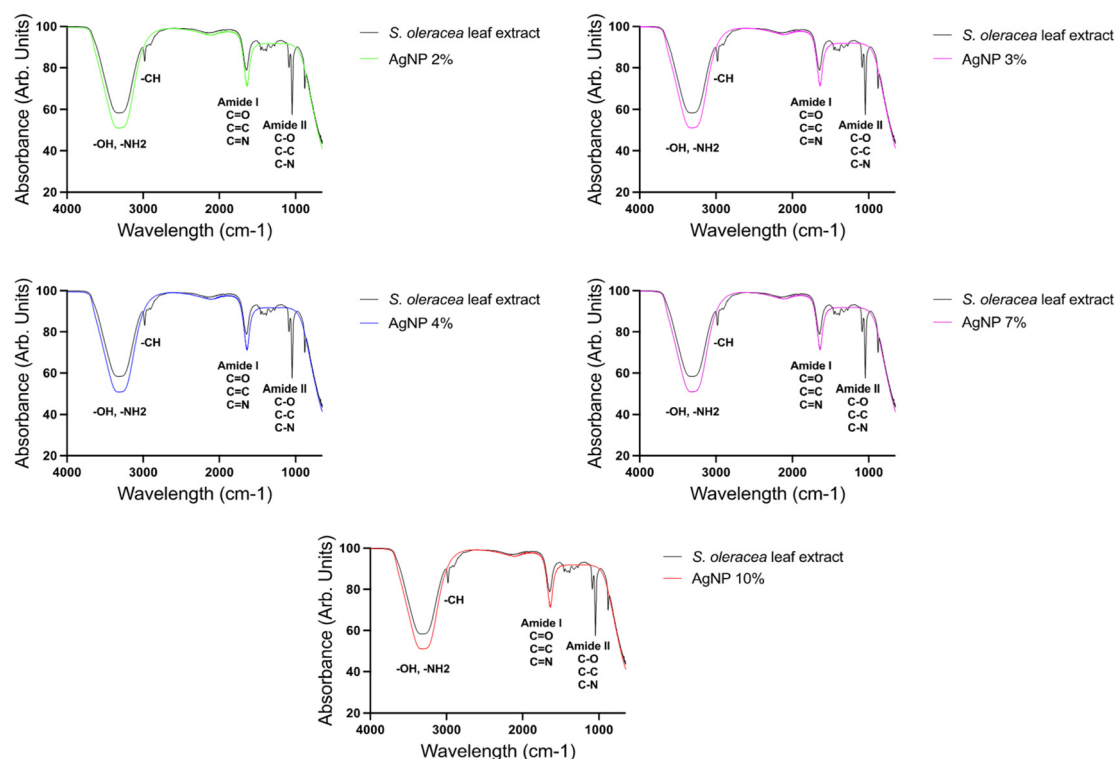 Absorbance (Arb. Units)
100
80
60
40
20
4000 3000 2000 1000
Wavelength (cm-1)
-OH, -NH2
-CH
Amide I
C=O
C=C
C=N
Amide II
C-O
C-C
C-N
S. oleracea leaf extract
AgNP 2%
Absorbance (Arb. Units)
100
80
60
40
20
4000 3000 2000 1000
Wavelength (cm-1)
-OH, -NH2
-CH
Amide I
C=O
C=C
C=N
Amide II
C-O
C-C
C-N
S. oleracea leaf extract
AgNP 3%
Absorbance (Arb. Units)
100
80
60
40
20
4000 3000 2000 1000
Wavelength (cm-1)
-OH, -NH2
-CH
Amide I
C=O
C=C
C=N
Amide II
C-O
C-C
C-N
S. oleracea leaf extract
AgNP 4%
Absorbance (Arb. Units)
100
80
60
40
20
4000 3000 2000 1000
Wavelength (cm-1)
-OH, -NH2
-CH
Amide I
C=O
C=C
C=N
Amide II
C-O
C-C
C-N
S. oleracea leaf extract
AgNP 7%
Absorbance (Arb. Units)
100
80
60
40
20
4000 3000 2000 1000
Wavelength (cm-1)
-OH, -NH2
-CH
Amide I
C=O
C=C
C=N
Amide II
C-O
C-C
C-N
S. oleracea leaf extract
AgNP 10%